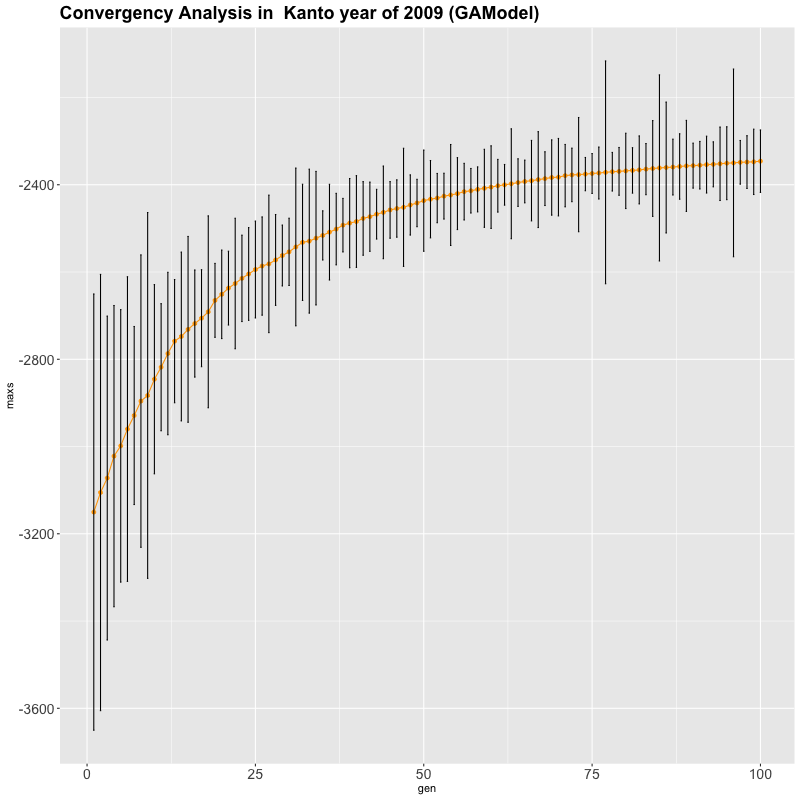 Convergency Analysis in  Kanto year of 2009 (GAModel)
maxs
-2400
-2800
-3200
-3600
0 25 50 75 100
gen